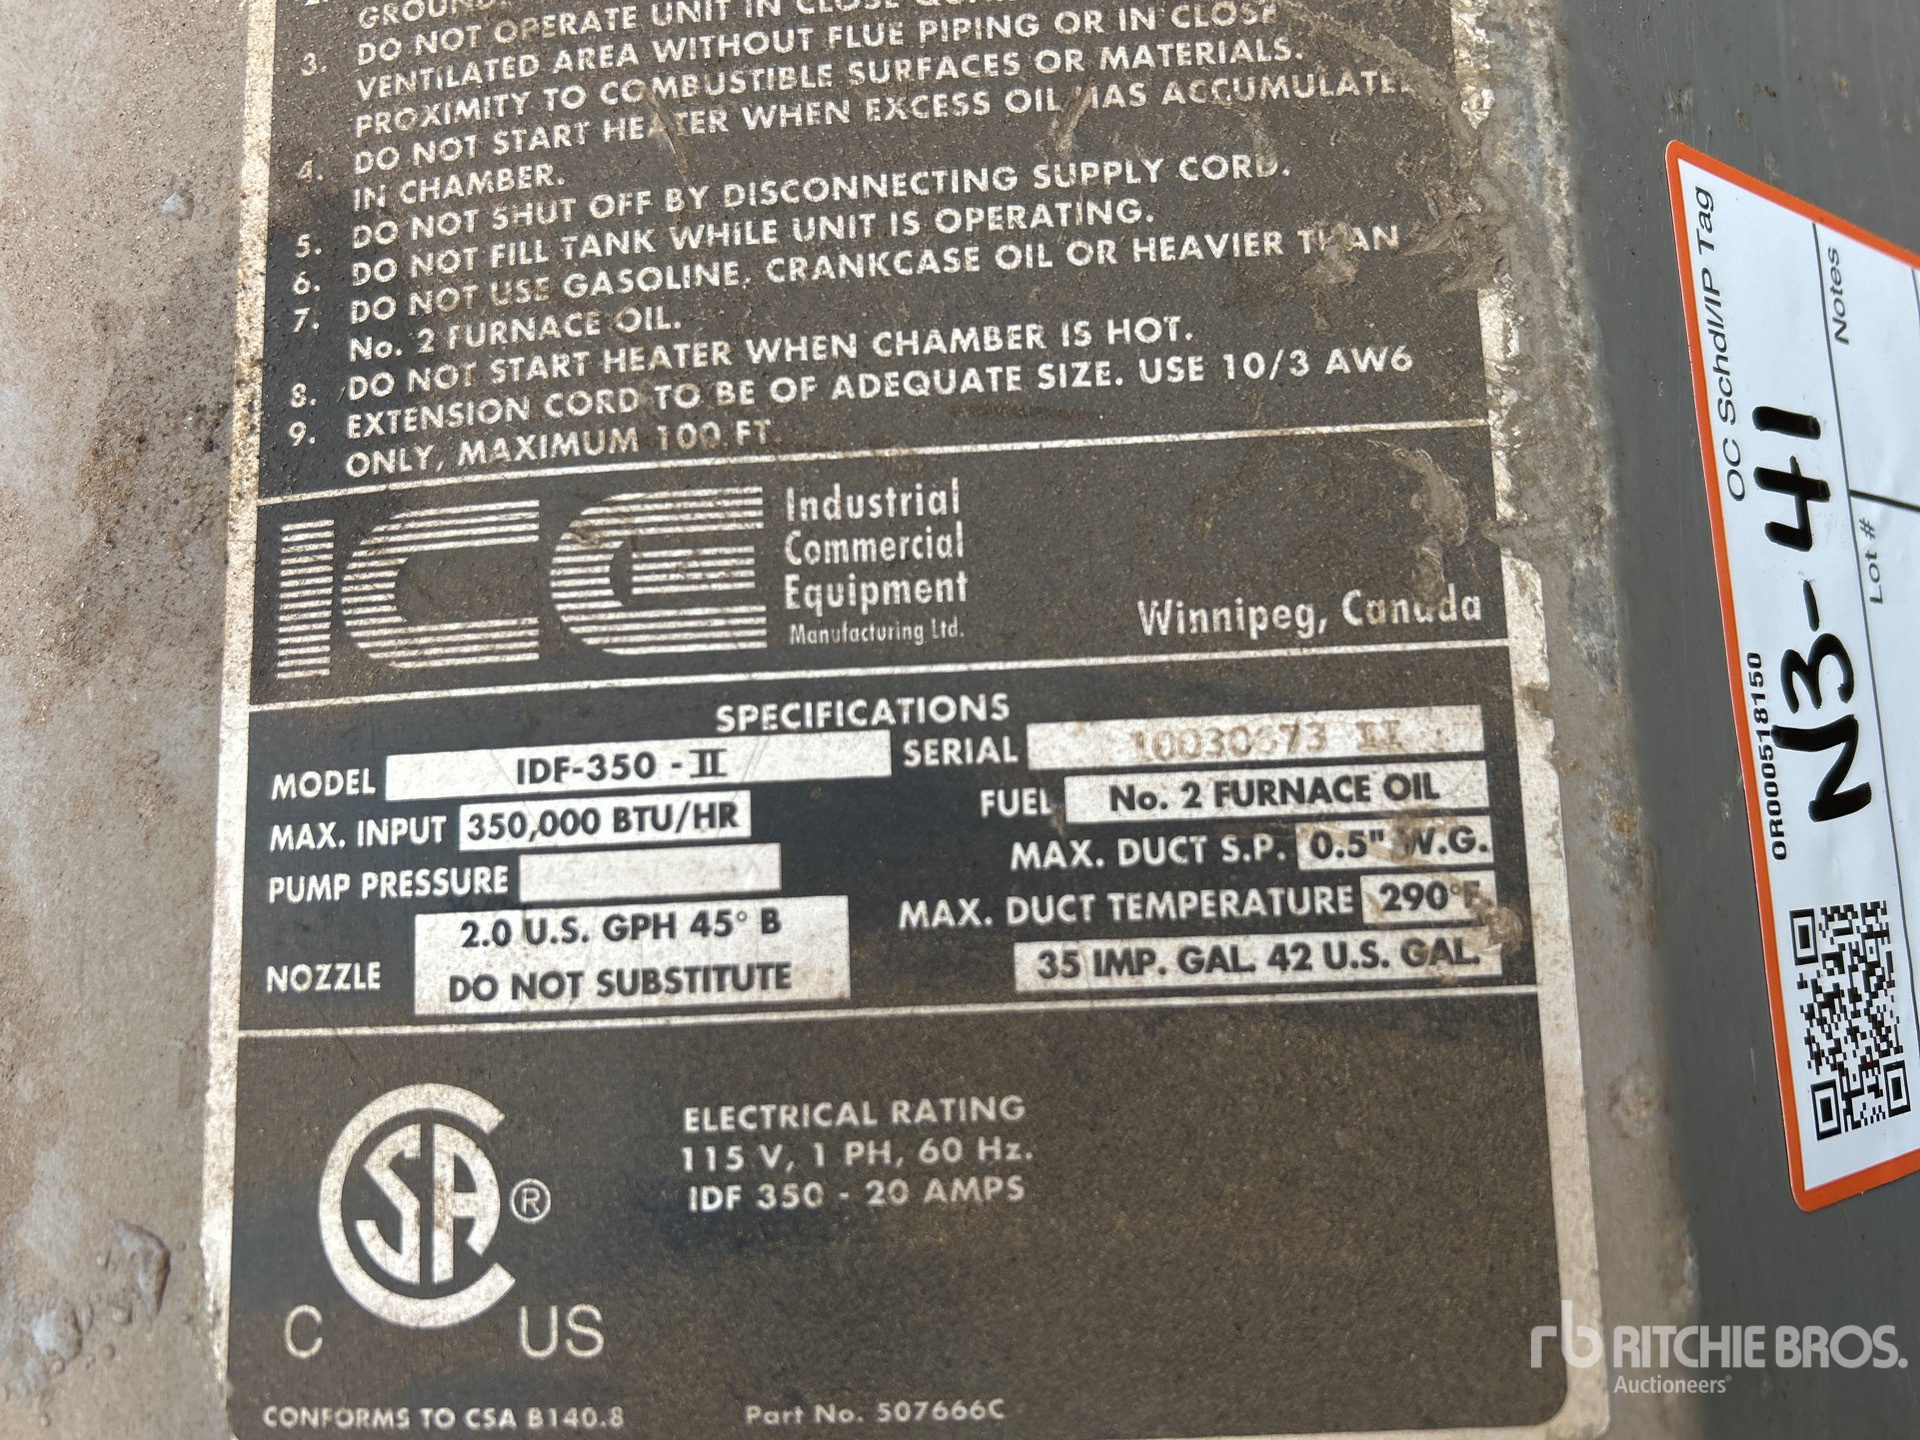 GROUND.
3. DO NOT OPERATE UNIT IN CLOSE
VENTILATED AREA WITHOUT FLUE PIPING OR IN CLOSE
PROXIMITY TO COMBUSTIBLE SURFACES OR MATERIALS.
4. DO NOT START HEATER WHEN EXCESS OIL HAS ACCUMULATED
IN CHAMBER.
5. DO NOT SHUT OFF BY DISCONNECTING SUPPLY CORD.
6. DO NOT FILL TANK WHILE UNIT IS OPERATING.
7. DO NOT USE GASOLINE, CRANKCASE OIL OR HEAVIER THAN
No. 2 FURNACE OIL.
8. DO NOT START HEATER WHEN CHAMBER IS HOT.
9. EXTENSION CORD TO BE OF ADEQUATE SIZE. USE 10/3 AW6
ONLY, MAXIMUM 100 FT.
ICE
Industrial
Commercial
Equipment
Manufacturing Ltd.
Winnipeg, Canada
SPECIFICATIONS
MODEL IDF-350-II SERIAL 10030673 II
MAX. INPUT 350,000 BTU/HR FUEL No. 2 FURNACE OIL
PUMP PRESSURE MAX. DUCT S.P. 0.5" W.G.
NOZZLE 2.0 U.S. GPH 45° B MAX. DUCT TEMPERATURE 290°F
DO NOT SUBSTITUTE 35 IMP. GAL. 42 U.S. GAL.
ELECTRICAL RATING
115 V, 1 PH, 60 Hz.
IDF 350 - 20 AMPS
CSA ®
C US
CONFORMS TO CSA B140.8 Part No. 507666C
OC Schdl/IP Tag
N3-41
0R000518150
Notes
Lot #
rb RITCHIE BROS.
Auctioneers